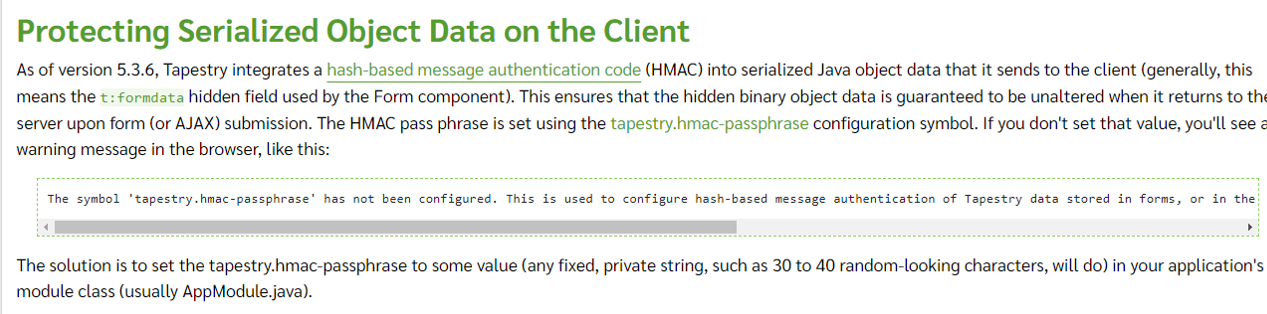 Protecting Serialized Object Data on the Client
As of version 5.3.6, Tapestry integrates a hash-based message authentication code (HMAC) into serialized Java object data that it sends to the client (generally, this
means the t:formdata hidden field used by the Form component). This ensures that the hidden binary object data is guaranteed to be unaltered when it returns to the
server upon form (or AJAX) submission. The HMAC pass phrase is set using the tapestry.hmac-passphrase configuration symbol. If you don't set that value, you'll see a
warning message in the browser, like this:
The symbol 'tapestry.hmac-passphrase' has not been configured. This is used to configure hash-based message authentication of Tapestry data stored in forms, or in the
The solution is to set the tapestry.hmac-passphrase to some value (any fixed, private string, such as 30 to 40 random-looking characters, will do) in your application's
module class (usually AppModule.java).